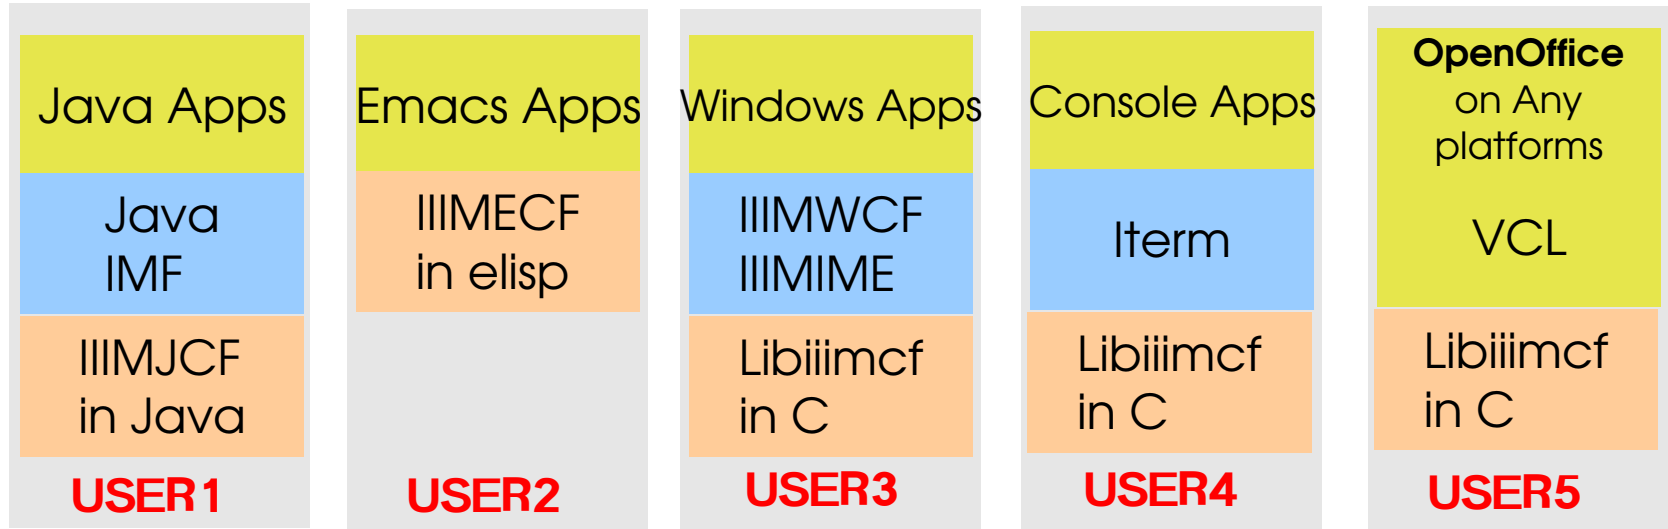 Java Apps
Java
IMF
IIIMJCF
in Java
USER1
Emacs Apps
IIIMECF
in elisp
USER2
Windows Apps
IIIMWCF
IIIMIME
Libiiimcf
in C
USER3
Console Apps
Iterm
Libiiimcf
in C
USER4
OpenOffice
on Any
platforms
VCL
Libiiimcf
in C
USER5